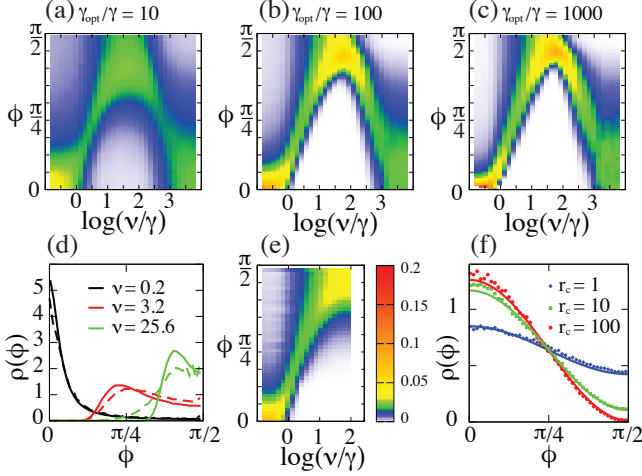 (a) γopt/γ = 10
(b) γopt/γ = 100
(c) γopt/γ = 1000
π/2
π/4
0
ϕ
0 1 2 3
log(ν/γ)
π/2
π/4
0
ϕ
0 1 2 3
log(ν/γ)
π/2
π/4
0
ϕ
0 1 2 3
log(ν/γ)
(d)
5
4
3
2
1
0
ρ(ϕ)
ν = 0.2
ν = 3.2
ν = 25.6
0 π/4 π/2
ϕ
(e)
π/2
π/4
0
ϕ
0 1 2
log(ν/γ)
0.2
0.15
0.1
0.05
0
(f)
1
0
ρ(ϕ)
rc = 1
rc = 10
rc = 100
0 π/4 π/2
ϕ